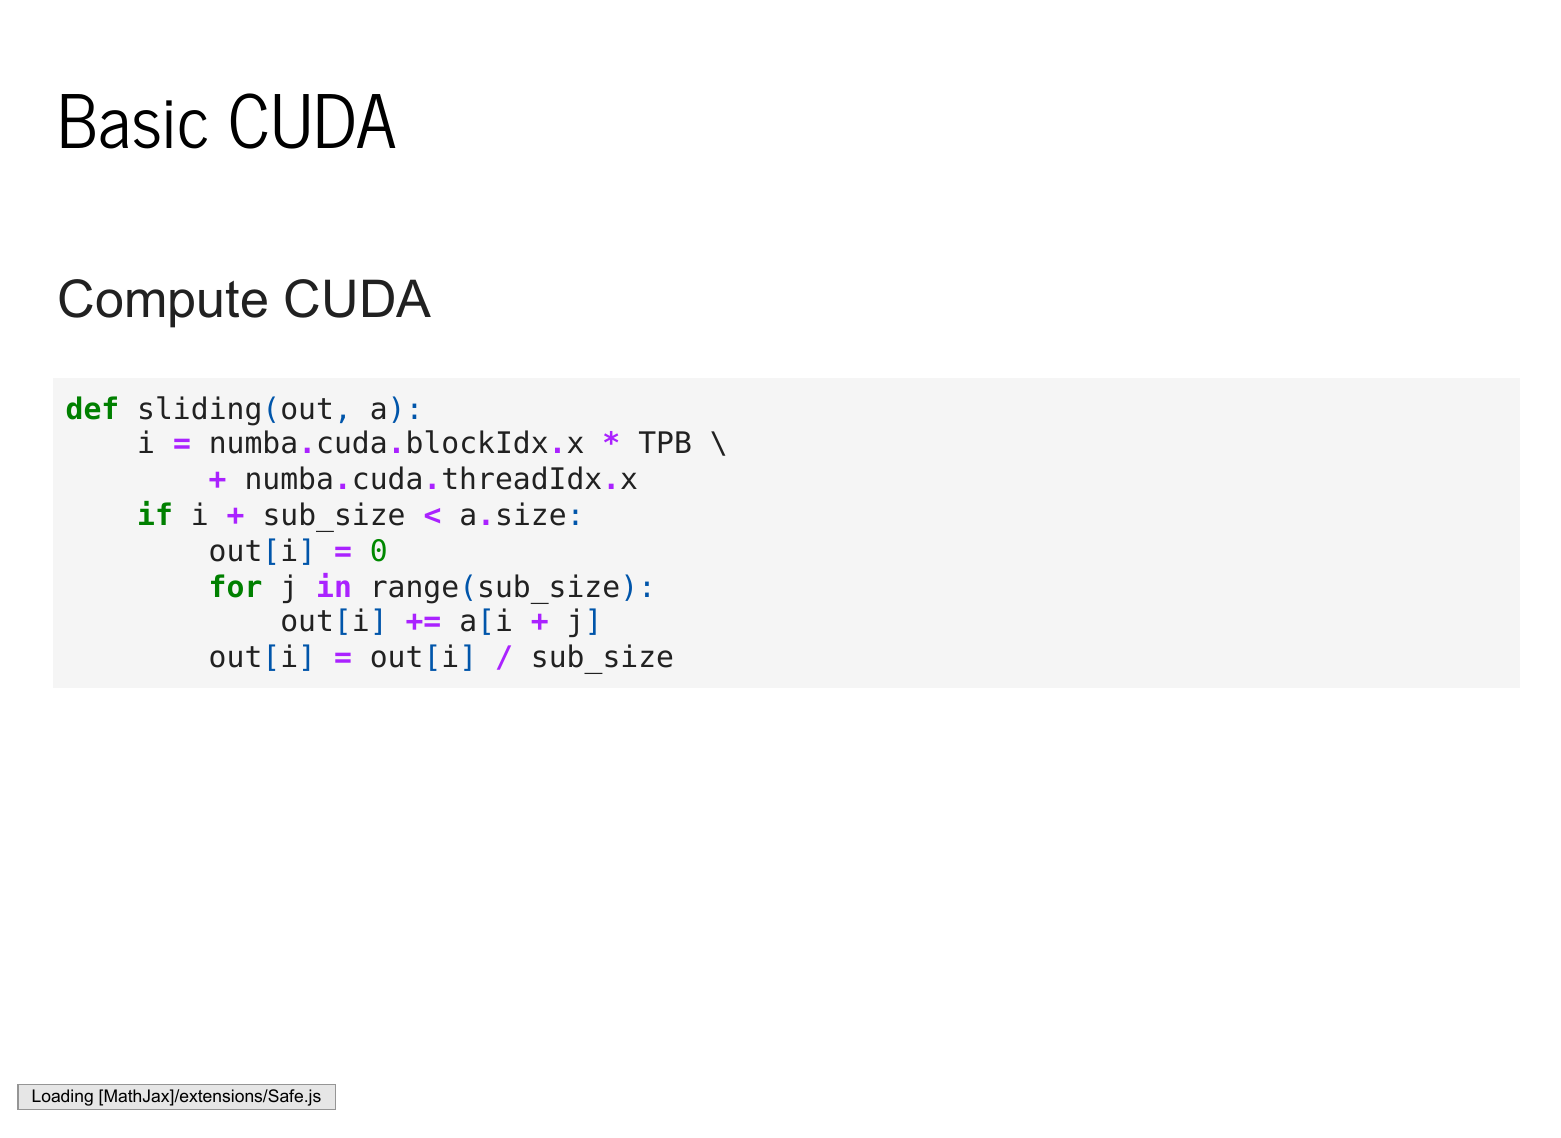 Basic CUDA
Compute CUDA
def sliding(out, a):
    i = numba.cuda.blockIdx.x * TPB \
        + numba.cuda.threadIdx.x
    if i + sub_size < a.size:
        out[i] = 0
        for j in range(sub_size):
            out[i] += a[i + j]
        out[i] = out[i] / sub_size
Loading [MathJax]/extensions/Safe.js